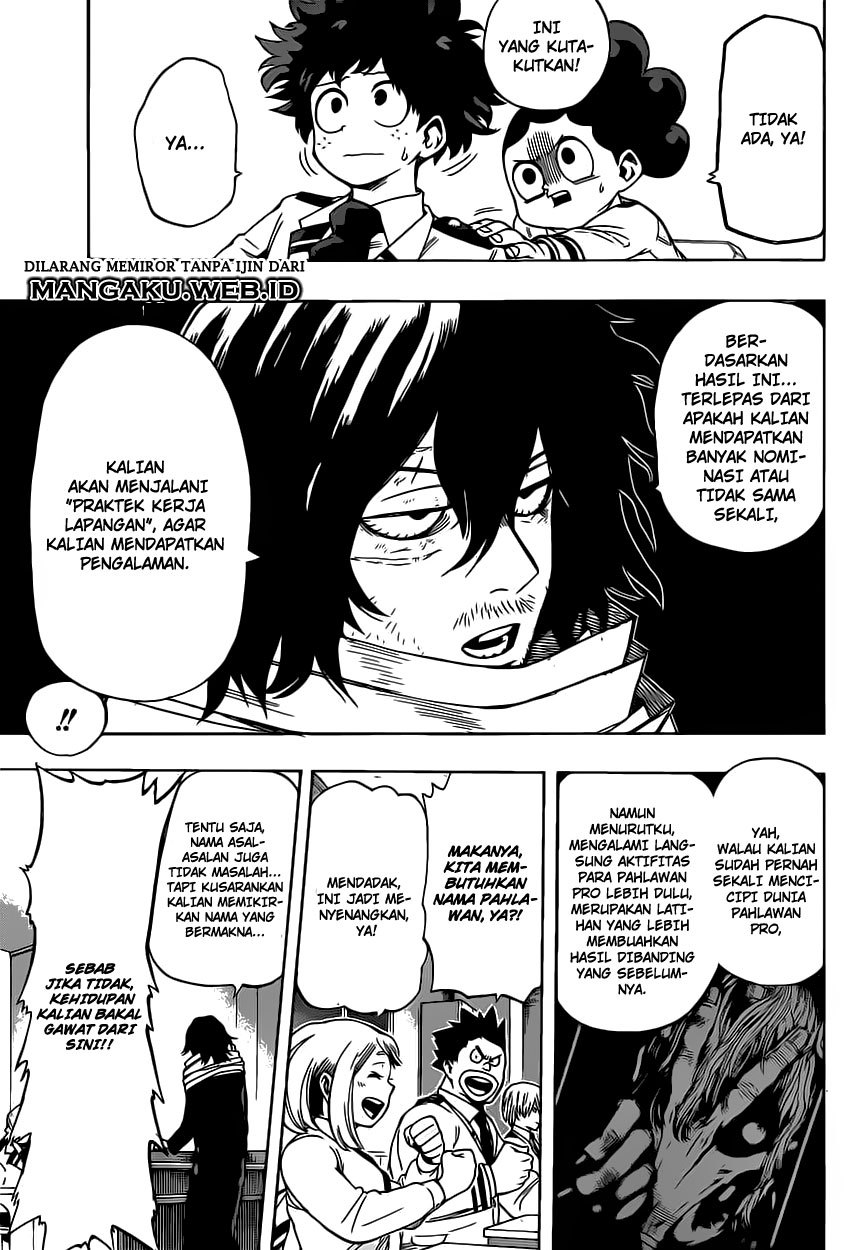 TIDAK
ADA, YA!
INI
YANG KUTA-
KUTKAN!
YA...
DILARANG MEMIROR TANPA IJIN DARI
MANGAKU.WEB.ID
BER-
DASARKAN
HASIL INI...
TERLEPAS DARI
APAKAH KALIAN
MENDAPATKAN
BANYAK NOMI-
NASI ATAU
TIDAK SAMA
SEKALI,
KALIAN
AKAN MENJALANI
"PRAKTEK KERJA
LAPANGAN", AGAR
KALIAN MENDAPATKAN
PENGALAMAN.
!!
YAH,
WALAU KALIAN
SUDAH PERNAH
SEKALI MENCI-
CIPI DUNIA
PAHLAWAN
PRO,
NAMUN
MENURUTKU,
MENGALAMI LANG-
SUNG AKTIFITAS
PARA PAHLAWAN
PRO LEBIH DULU,
MERUPAKAN LATI-
HAN YANG LEBIH
MEMBUAHKAN
HASIL DIBANDING
YANG SEBELUM-
NYA.
MAKANYA,
KITA MEM-
BUTUHKAN
NAMA PAHLA-
WAN, YA?!
MENDADAK,
INI JADI ME-
NYENANGKAN,
YA!
TENTU SAJA,
NAMA ASAL-
ASALAN JUGA
TIDAK MASALAH...
TAPI KUSARANKAN
KALIAN MEMIKIR-
KAN NAMA YANG
BERMAKNA...
SEBAB
JIKA TIDAK,
KEHIDUPAN
KALIAN BAKAL
GAWAT DARI
SINI!!